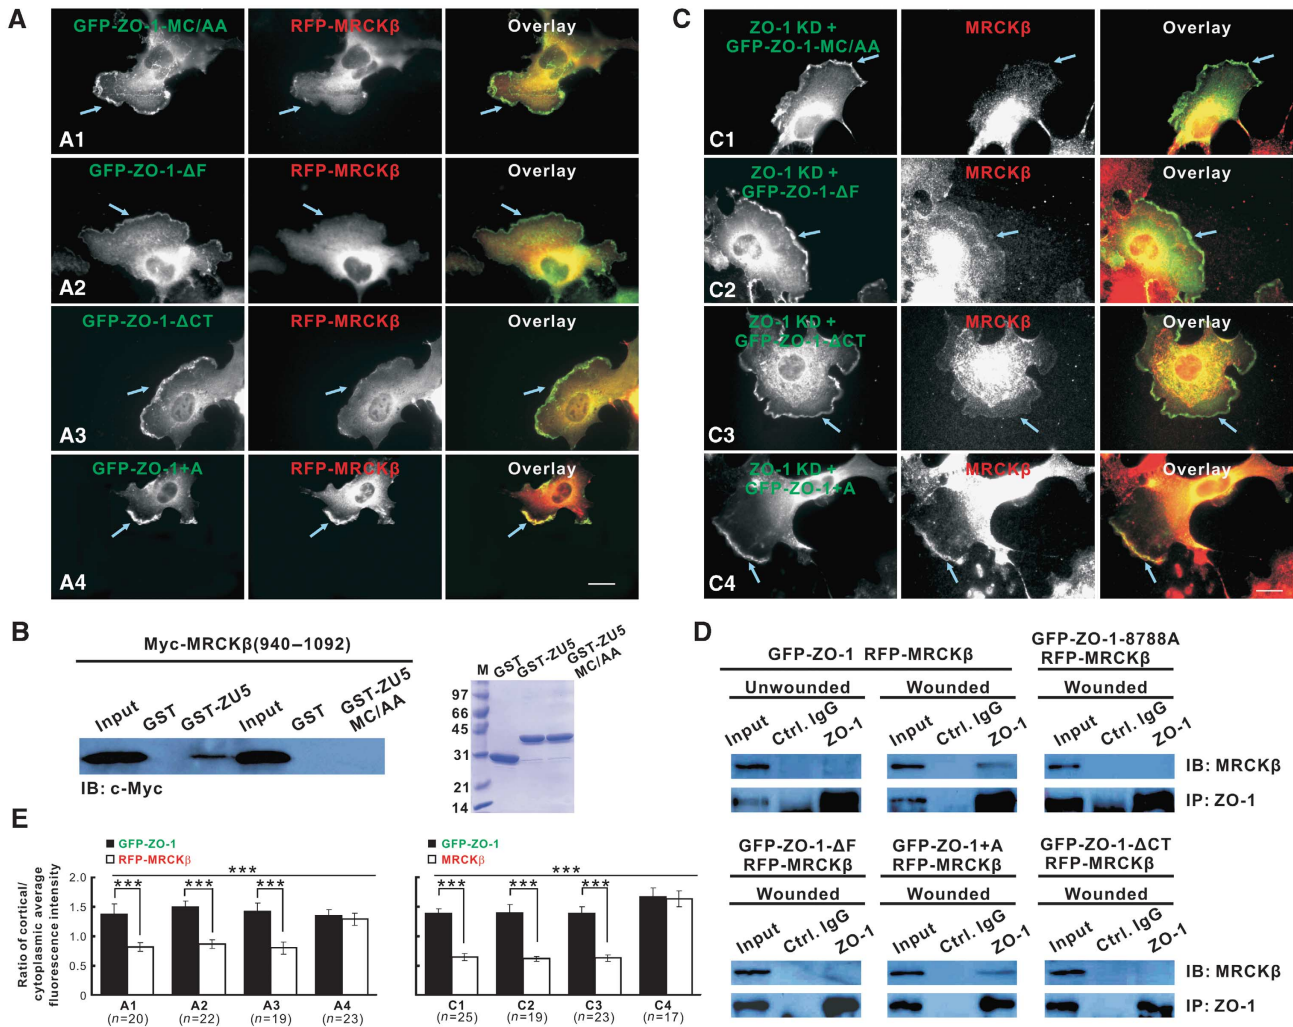 A
GFP-ZO-1-MC/AA
RFP-MRCKβ
Overlay
A1
GFP-ZO-1-ΔF
RFP-MRCKβ
Overlay
A2
GFP-ZO-1-ΔCT
RFP-MRCKβ
Overlay
A3
GFP-ZO-1+A
RFP-MRCKβ
Overlay
A4
C
ZO-1 KD +
GFP-ZO-1-MC/AA
MRCKβ
Overlay
C1
ZO-1 KD +
GFP-ZO-1-ΔF
MRCKβ
Overlay
C2
ZO-1 KD +
GFP-ZO-1-ΔCT
MRCKβ
Overlay
C3
ZO-1 KD +
GFP-ZO-1+A
MRCKβ
Overlay
C4
B
Myc-MRCKβ(940–1092)
Input
GST
GST-ZU5
Input
GST
GST-ZU5
MC/AA
IB: c-Myc
M
GST
GST-ZU5
GST-ZU5
MC/AA
97
66
45
31
21
14
D
GFP-ZO-1 RFP-MRCKβ
GFP-ZO-1-8788A
RFP-MRCKβ
Unwounded
Wounded
Wounded
Input
Ctrl. IgG
ZO-1
Input
Ctrl. IgG
ZO-1
Input
Ctrl. IgG
ZO-1
IB: MRCKβ
IP: ZO-1
GFP-ZO-1-ΔF
RFP-MRCKβ
GFP-ZO-1+A
RFP-MRCKβ
GFP-ZO-1-ΔCT
RFP-MRCKβ
Wounded
Wounded
Wounded
Input
Ctrl. IgG
ZO-1
Input
Ctrl. IgG
ZO-1
Input
Ctrl. IgG
ZO-1
IB: MRCKβ
IP: ZO-1
E
Ratio of cortical/
cytoplasmic average
fluorescence intensity
GFP-ZO-1
RFP-MRCKβ
***
*** *** ***
2.0
1.5
1.0
0.5
0
A1 A2 A3 A4
(n=20) (n=22) (n=19) (n=23)
GFP-ZO-1
MRCKβ
***
*** *** ***
C1 C2 C3 C4
(n=25) (n=19) (n=23) (n=17)